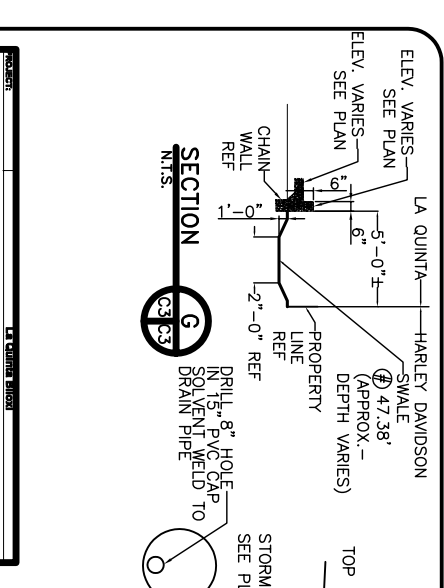 ELEV. VARIES
SEE PLAN
ELEV. VARIES
SEE PLAN
LA QUINTA
HARLEY DAVIDSON
6"
6"
5'-0"±
CHAIN
WALL
REF
1'-0"
2'-0" REF
SWALE
# 47.38'
(APPROX.-
DEPTH VARIES)
PROPERTY
LINE
REF
SECTION
N.T.S.
G
C3 C3
DRILL 8" HOLE
IN 15" PVC CAP
SOLVENT WELD TO
DRAIN PIPE
TOP
STORM
SEE PL
PROJECT:
La Quinta Biloxi